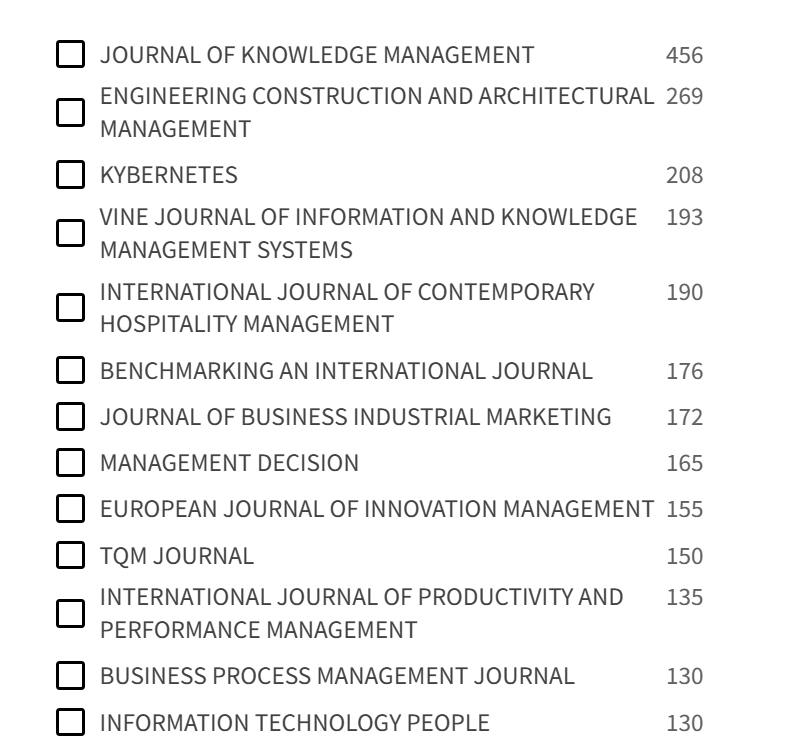 JOURNAL OF KNOWLEDGE MANAGEMENT 456
ENGINEERING CONSTRUCTION AND ARCHITECTURAL 269
MANAGEMENT
KYBERNETES 208
VINE JOURNAL OF INFORMATION AND KNOWLEDGE 193
MANAGEMENT SYSTEMS
INTERNATIONAL JOURNAL OF CONTEMPORARY 190
HOSPITALITY MANAGEMENT
BENCHMARKING AN INTERNATIONAL JOURNAL 176
JOURNAL OF BUSINESS INDUSTRIAL MARKETING 172
MANAGEMENT DECISION 165
EUROPEAN JOURNAL OF INNOVATION MANAGEMENT 155
TQM JOURNAL 150
INTERNATIONAL JOURNAL OF PRODUCTIVITY AND 135
PERFORMANCE MANAGEMENT
BUSINESS PROCESS MANAGEMENT JOURNAL 130
INFORMATION TECHNOLOGY PEOPLE 130